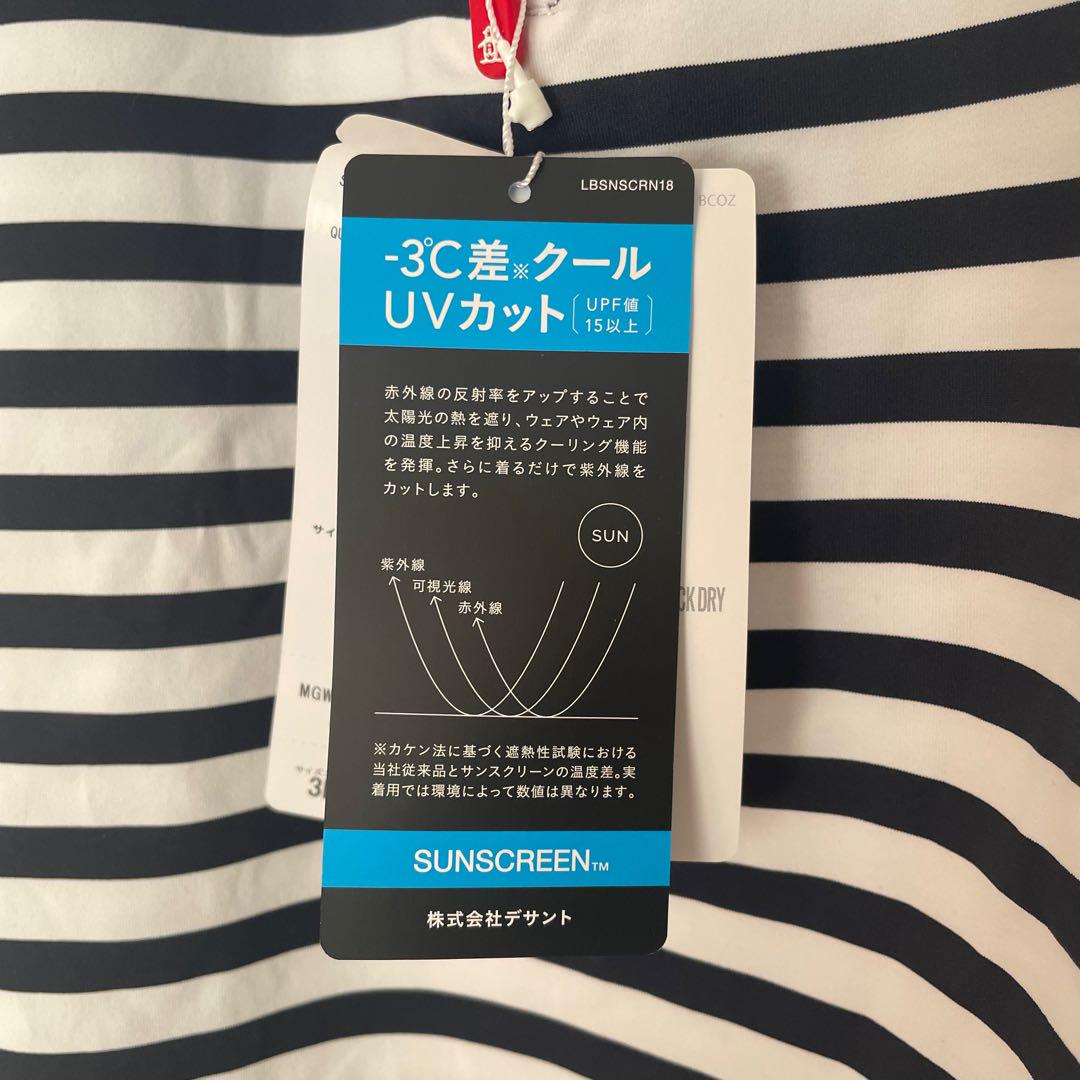 LBSNSCRN18
BCOZ
-3℃差※クール
UVカット
UPF値
15以上
赤外線の反射率をアップすることで
太陽光の熱を遮り、ウェアやウェア内
の温度上昇を抑えるクーリング機能
を発揮。さらに着るだけで紫外線を
カットします。
SUN
紫外線
可視光線
赤外線
CK DRY
MGW
※カケン法に基づく遮熱性試験における
当社従来品とサンスクリーンの温度差。実
着用では環境によって数値は異なります。
SUNSCREEN™
株式会社デサント